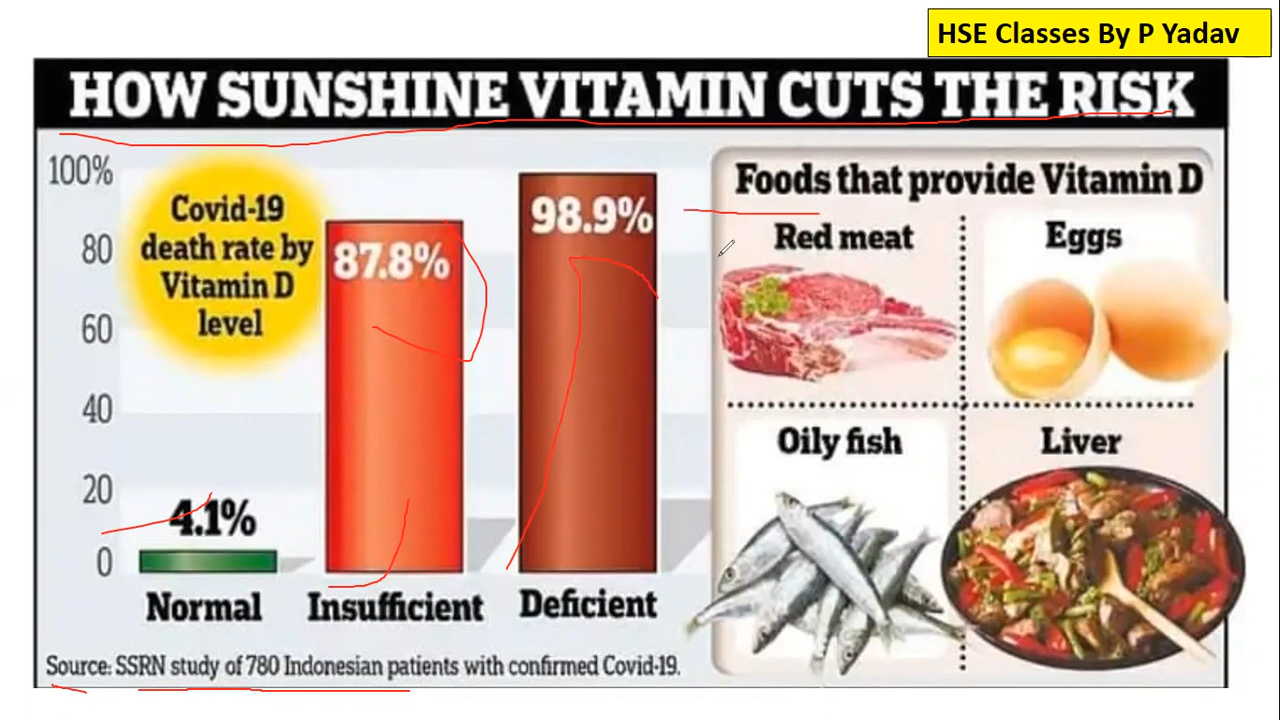 HSE Classes By P Yadav
HOW SUNSHINE VITAMIN CUTS THE RISK
100%
80
60
40
20
0
Covid-19
death rate by
Vitamin D
level
4.1%
87.8%
98.9%
Normal
Insufficient
Deficient
Source: SSRN study of 780 Indonesian patients with confirmed Covid-19.
Foods that provide Vitamin D
Red meat
Eggs
Oily fish
Liver